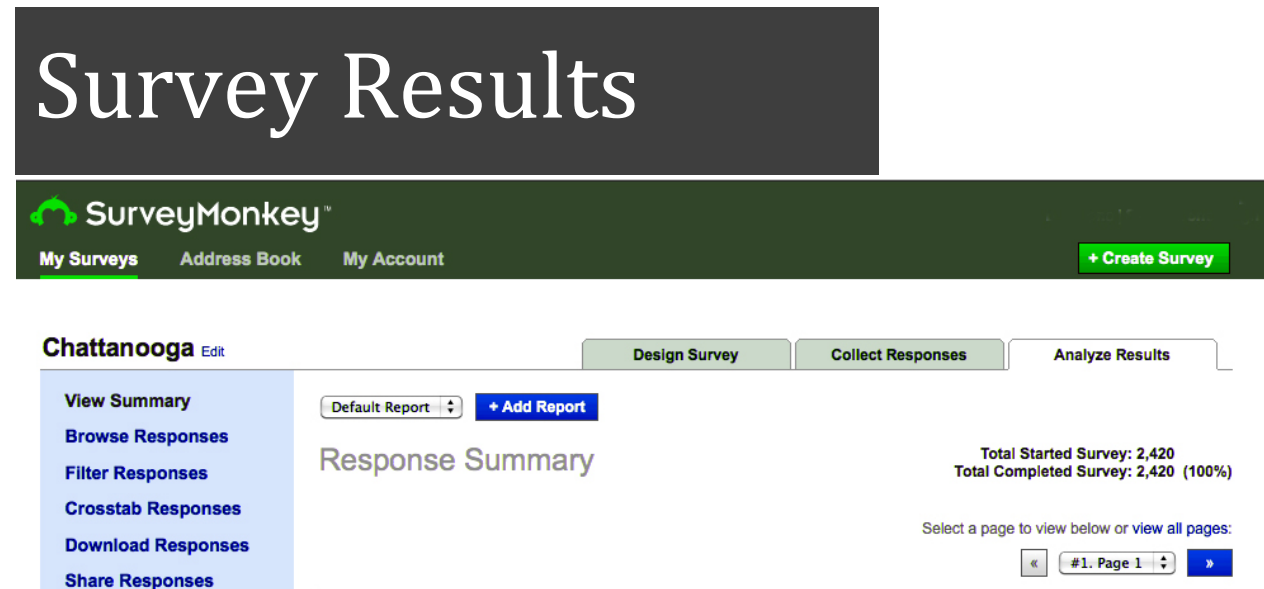 Survey Results
SurveyMonkey™
My Surveys Address Book My Account + Create Survey
Chattanooga Edit Design Survey Collect Responses Analyze Results
View Summary
Browse Responses
Filter Responses
Crosstab Responses
Download Responses
Share Responses
Default Report + Add Report
Response Summary
Total Started Survey: 2,420
Total Completed Survey: 2,420 (100%)
Select a page to view below or view all pages:
« #1. Page 1 »